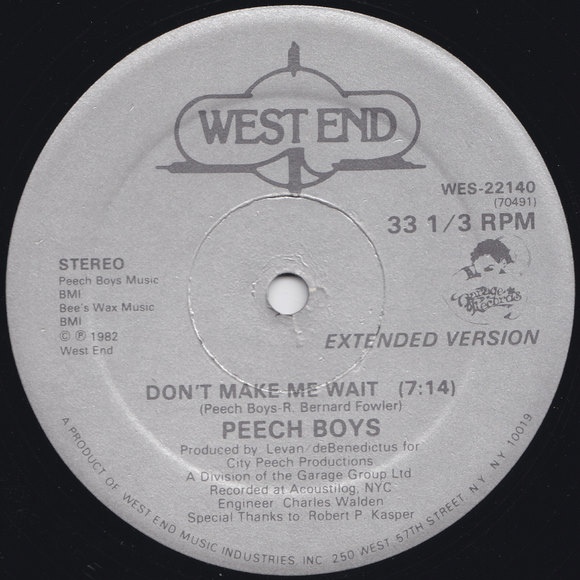 WEST END
WES-22140
(70491)
33 1/3 RPM
STEREO
Peech Boys Music
BMI
Bee's Wax Music
BMI
© ℗ 1982
West End
Garage Records
EXTENDED VERSION
DON'T MAKE ME WAIT (7:14)
(Peech Boys-R. Bernard Fowler)
PEECH BOYS
Produced by: Levan/deBenedictus for
City Peech Productions
A Division of the Garage Group Ltd
Recorded at Acoustilog, NYC
Engineer: Charles Walden
Special Thanks to: Robert P. Kasper
A PRODUCT OF WEST END MUSIC INDUSTRIES, INC. 250 WEST 57TH STREET, N.Y., N.Y. 10019